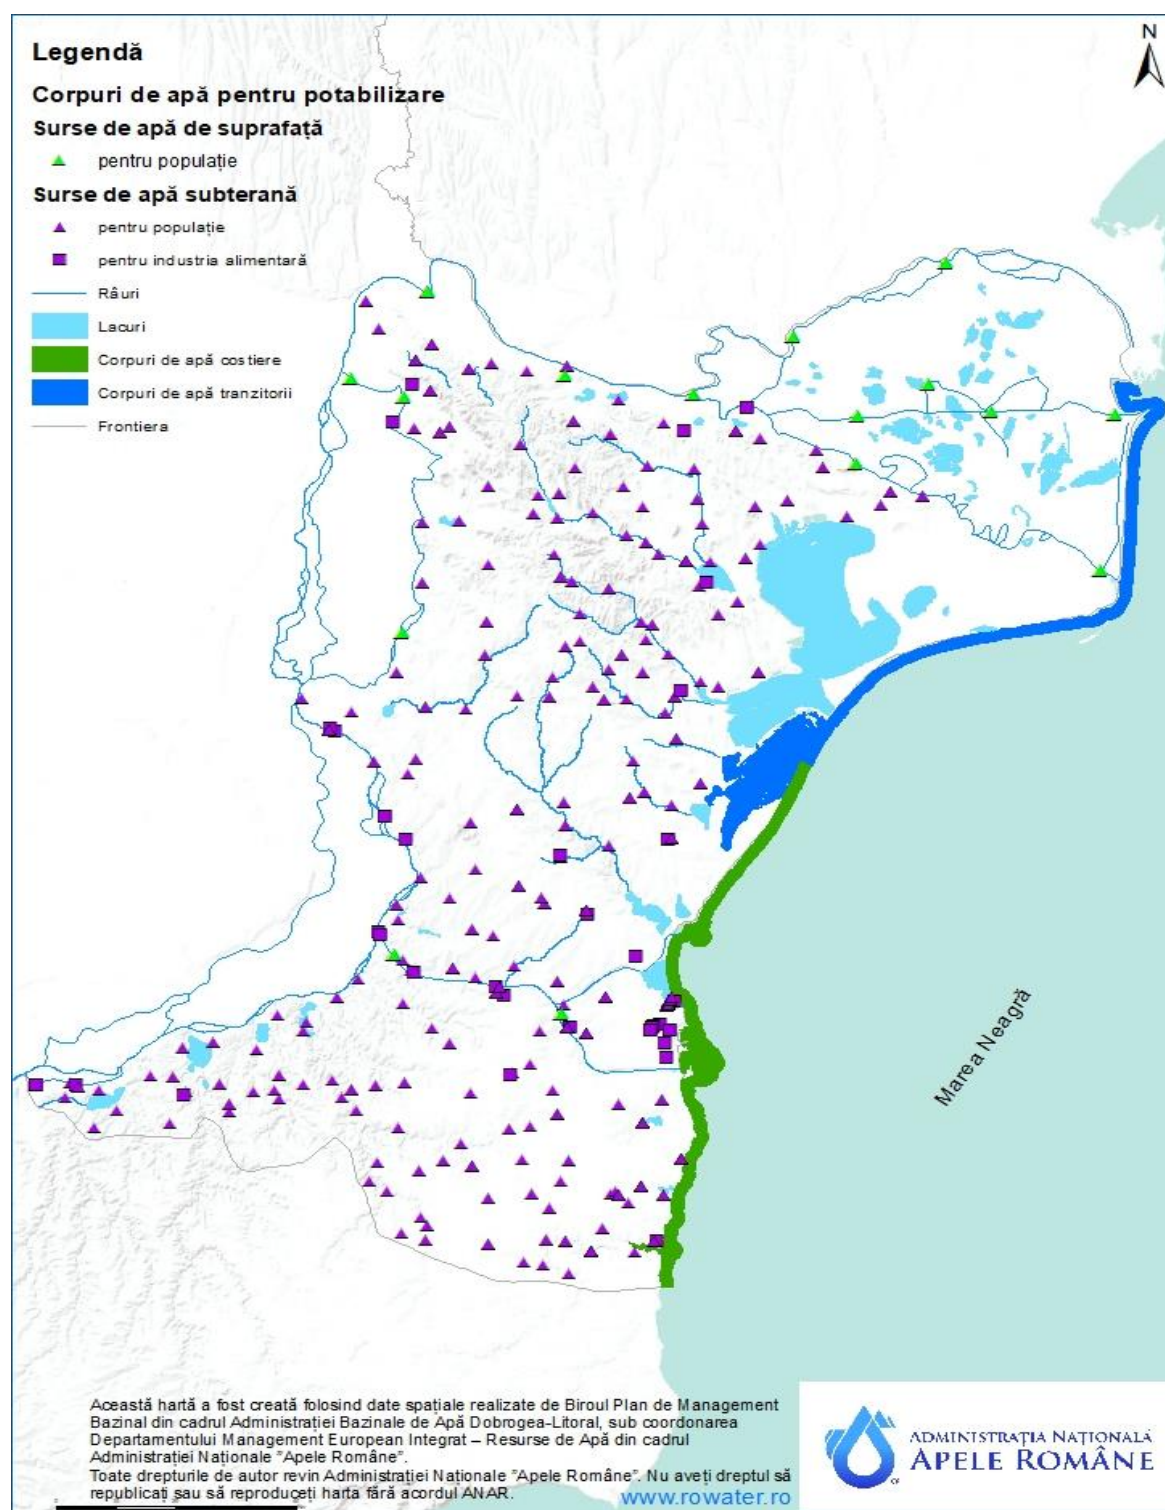 Legendă
Corpuri de apă pentru potabilizare
Surse de apă de suprafață
pentru populație
Surse de apă subterană
pentru populație
pentru industria alimentară
Râuri
Lacuri
Corpuri de apă costiere
Corpuri de apă tranzitorii
Frontiera
N
Marea Neagră
Această hartă a fost creată folosind date spațiale realizate de Biroul Plan de Management
Bazinal din cadrul Administrației Bazinale de Apă Dobrogea-Litoral, sub coordonarea
Departamentului Management European Integrat – Resurse de Apă din cadrul
Administrației Naționale "Apele Române".
Toate drepturile de autor revin Administrației Naționale "Apele Române". Nu aveți dreptul să
republicați sau să reproduceți harta fără acordul ANAR.
www.rowater.ro
ADMINISTRAȚIA NAȚIONALĂ
APELE ROMÂNE